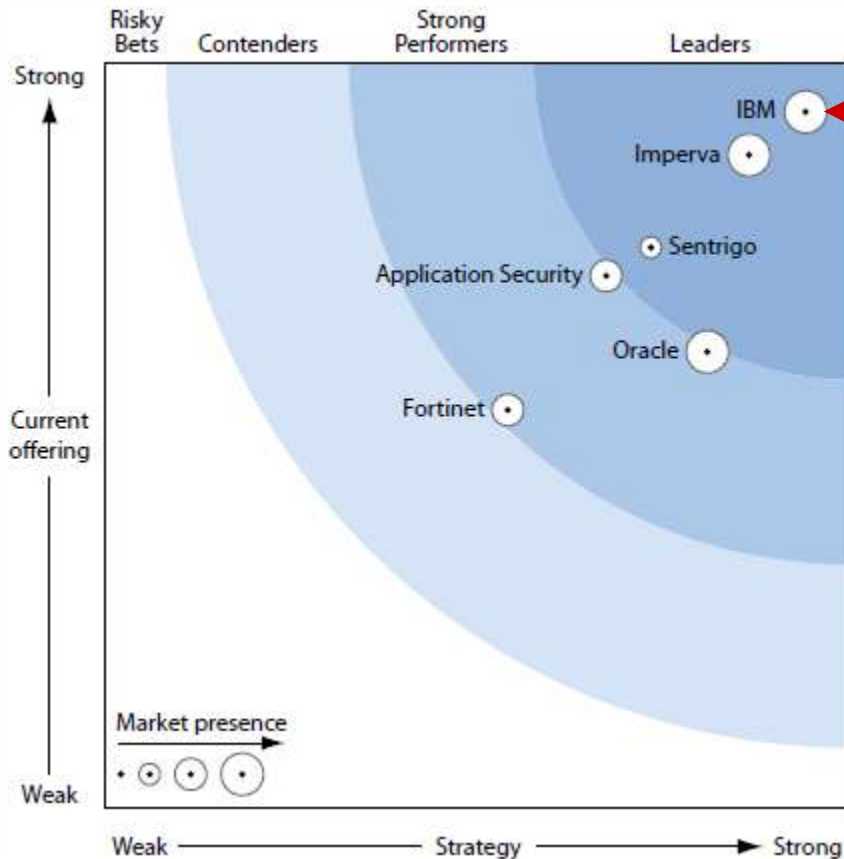 Risky
Bets
Contenders
Strong
Performers
Leaders
Strong
IBM
Imperva
Sentrigo
Application Security
Oracle
Fortinet
Current
offering
Market presence
Weak
Weak
Strategy
Strong